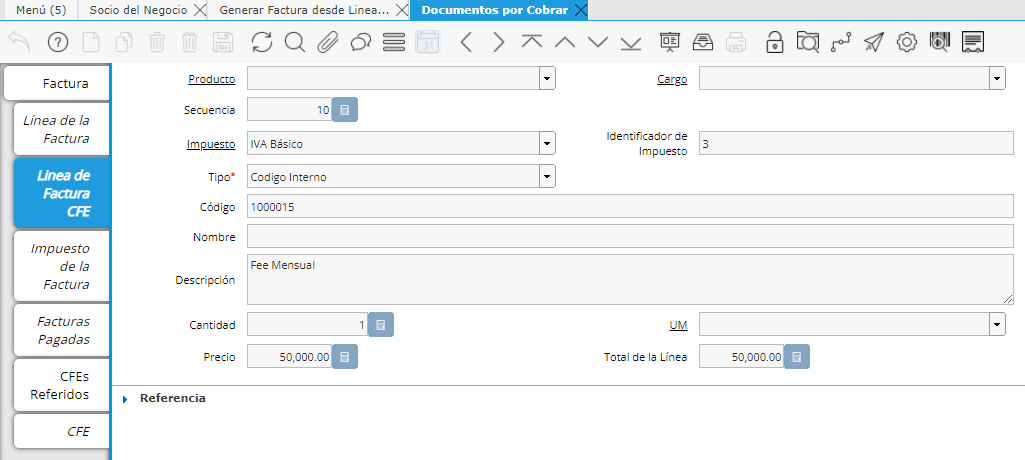 Menú (5)
Socio del Negocio
Generar Factura desde Linea...
Documentos por Cobrar
31
Factura
Línea de la
Factura
Linea de
Factura
CFE
Impuesto
de la
Factura
Facturas
Pagadas
CFEs
Referidos
CFE
Producto
Cargo
Secuencia
10
Impuesto
IVA Básico
Identificador de
Impuesto
3
Tipo*
Codigo Interno
Código
1000015
Nombre
Descripción
Fee Mensual
Cantidad
1
UM
Precio
50,000.00
Total de la Línea
50,000.00
Referencia